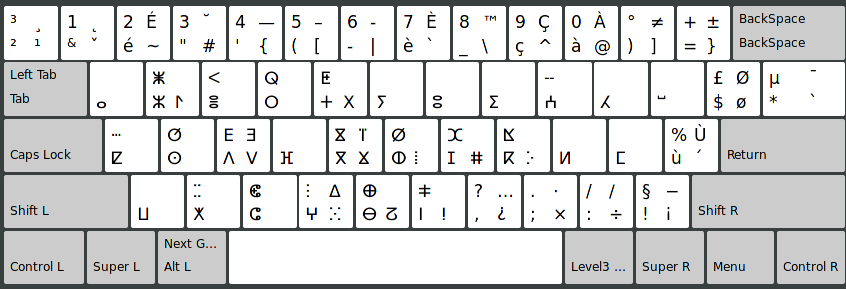 ³ ¸ 1 ˛ 2 É 3 ˘ 4 — 5 – 6 - 7 È 8 ™ 9 Ç 0 À ° ≠ + ± BackSpace
² ¹ & ˇ é ~ " # ' { ( [ - | è ` _ \ ç ^ à @ ) ] = } BackSpace
Left Tab ⵥ < ⵕ ⵟ £ Ø µ ¯
Tab ⴰ ⵣ ⴻ ⵔ ⵜ ⵝ ⵢ ⵓ ⵉ ⵄ ⵃ ⵯ $ ø * `
ⵚ ⴹ ⴺ % Ù
Caps Lock ⵇ ⵙ ⴷ ⴸ ⴼ ⴳ ⵀ ⵊ ⴽ ⵍ ⵎ ù ´ Return
ⵆ ⵞ ⵗ ⴲ ? … . · / ∕ § −
Shift L ⵡ ⵅ ⵛ ⵖ ⵘ ⴱ ⵏ ! , ¿ ; × : ÷ ! ¡ Shift R
Next G...
Control L Super L Alt L Level3 ... Super R Menu Control R